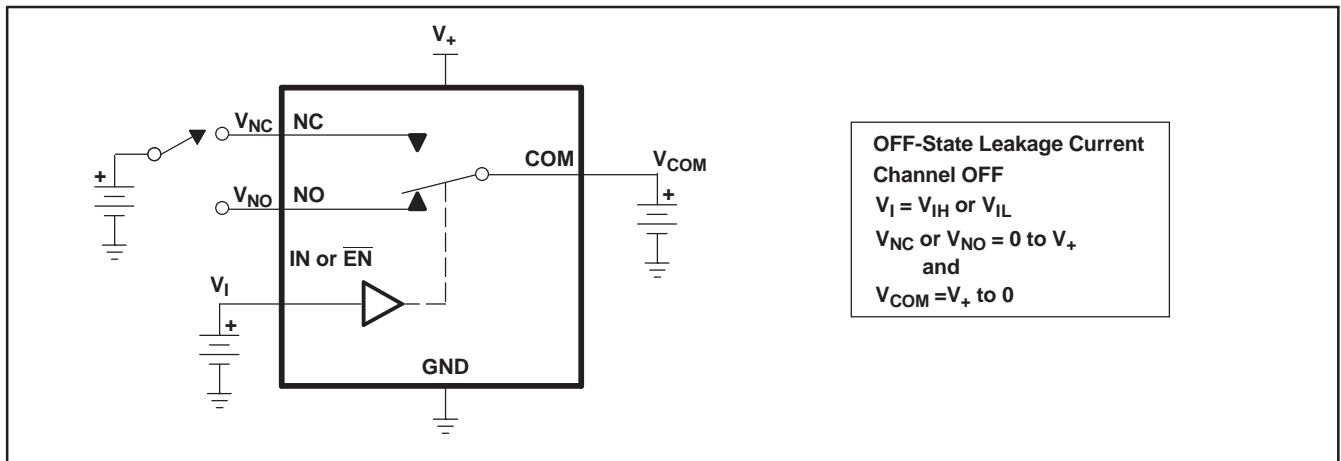 V+
VNC NC
COM VCOM
+
VNO NO
+
IN or EN
VI
+
GND
OFF-State Leakage Current
Channel OFF
VI = VIH or VIL
VNC or VNO = 0 to V+
and
VCOM =V+ to 0